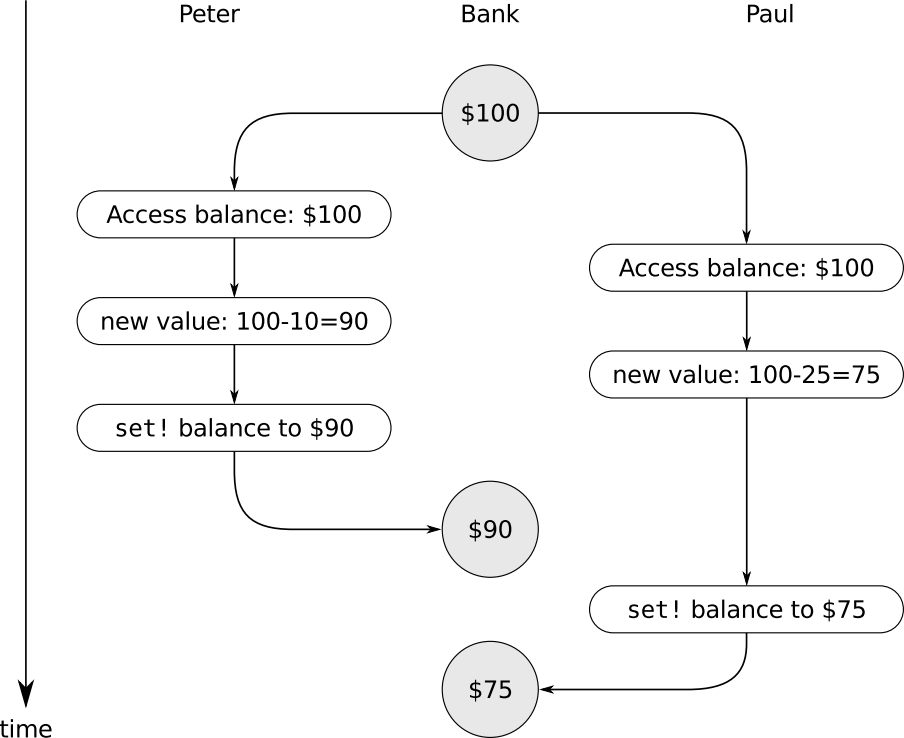 Peter
Bank
Paul
$100
Access balance: $100
Access balance: $100
new value: 100-10=90
new value: 100-25=75
set! balance to $90
$90
set! balance to $75
$75
time